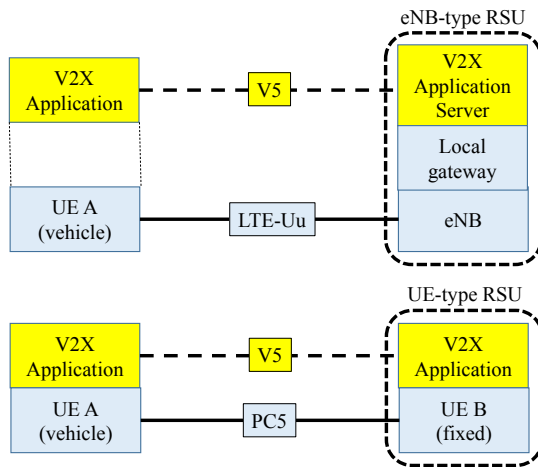 eNB-type RSU
V2X
Application
V5
V2X
Application
Server
Local
gateway
UE A
(vehicle)
LTE-Uu
eNB
UE-type RSU
V2X
Application
V5
V2X
Application
UE A
(vehicle)
PC5
UE B
(fixed)